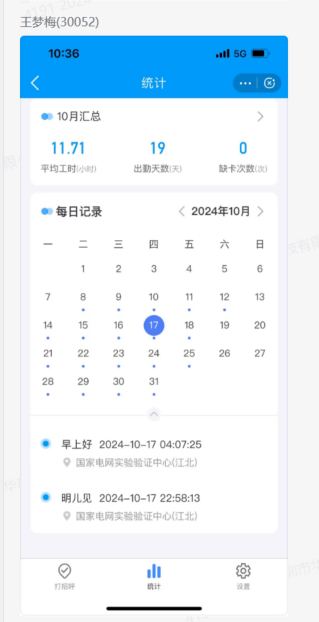 王梦梅(30052)
10:36 5G
统计
10月汇总
11.71 19 0
平均工时(小时) 出勤天数(天) 缺卡次数(次)
每日记录 2024年10月
一 二 三 四 五 六 日
1 2 3 4 5 6
7 8 9 10 11 12 13
14 15 16 17 18 19 20
21 22 23 24 25 26 27
28 29 30 31
早上好 2024-10-17 04:07:25
国家电网实验验证中心(江北)
明儿见 2024-10-17 22:58:13
国家电网实验验证中心(江北)
打招呼 统计 设置